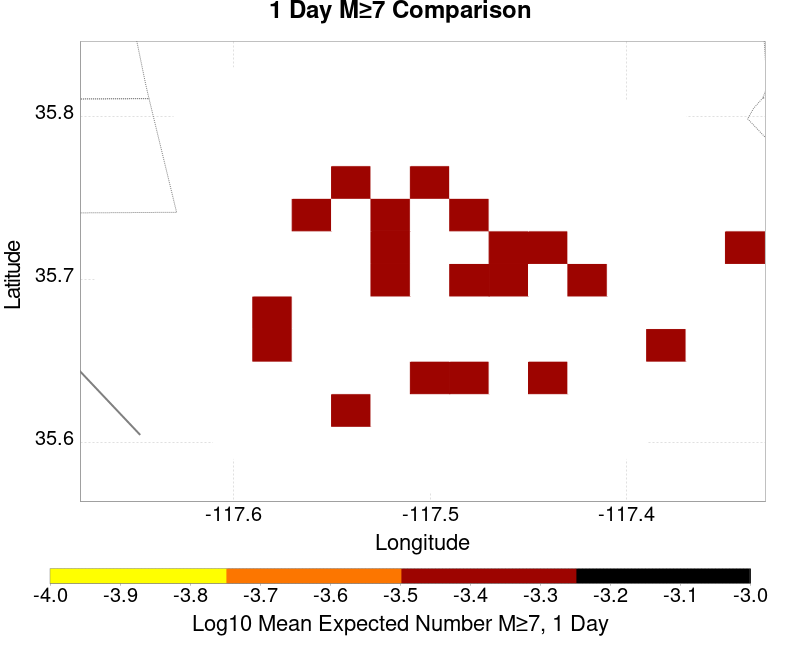 1 Day M≥7 Comparison
35.8
35.7
35.6
Latitude
-117.6 -117.5 -117.4
Longitude
-4.0 -3.9 -3.8 -3.7 -3.6 -3.5 -3.4 -3.3 -3.2 -3.1 -3.0
Log10 Mean Expected Number M≥7, 1 Day